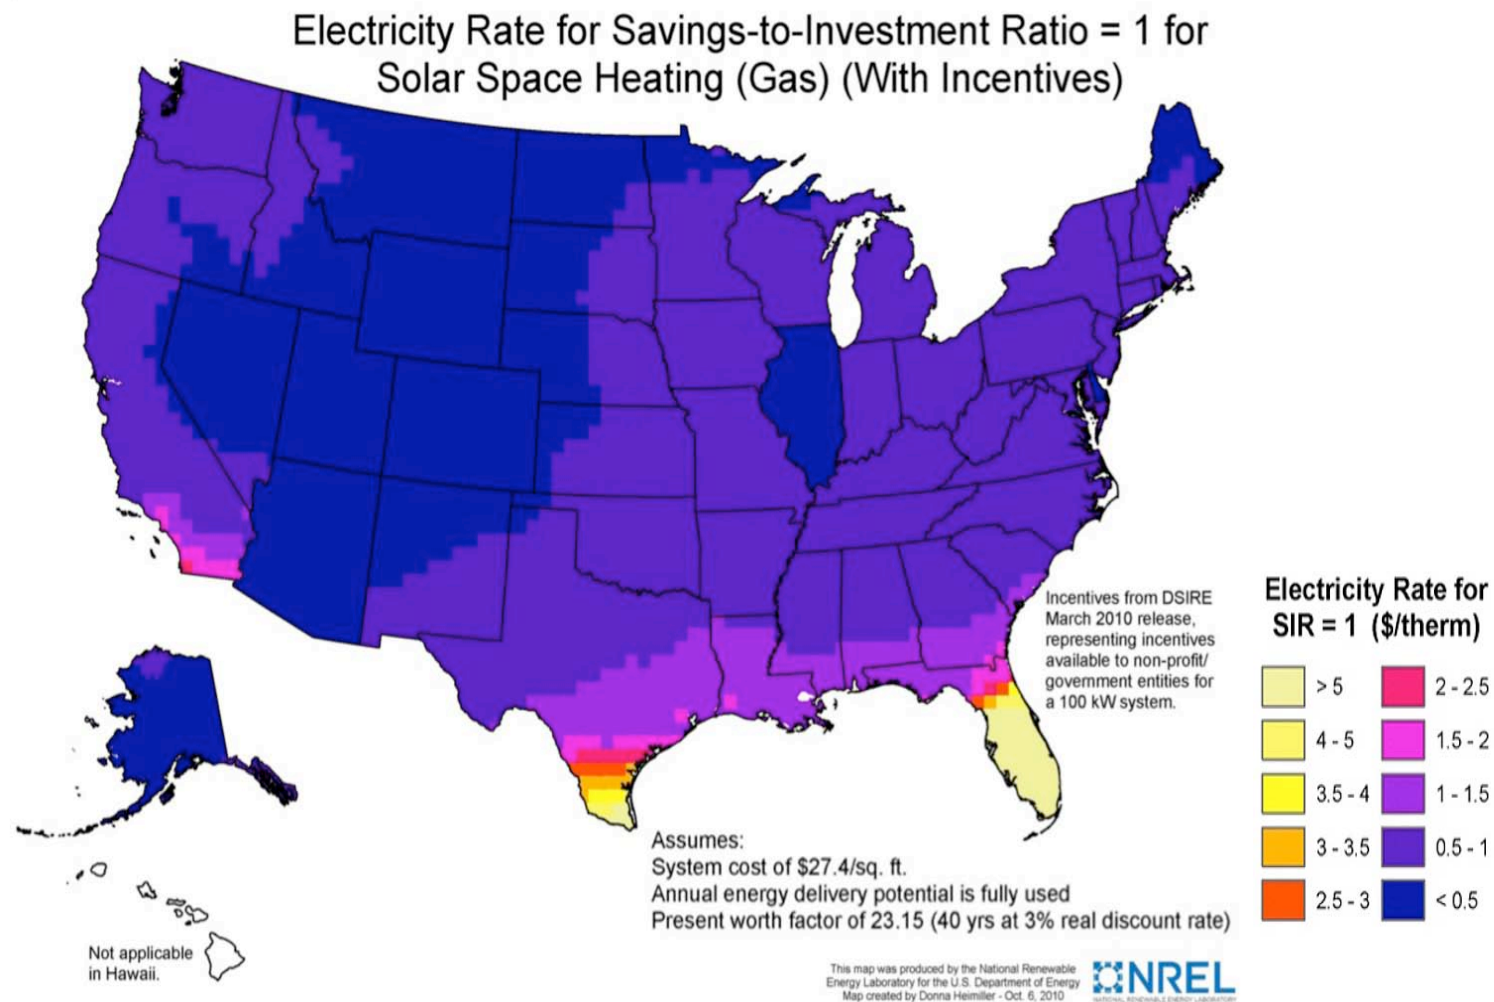 Electricity Rate for Savings-to-Investment Ratio = 1 for
Solar Space Heating (Gas) (With Incentives)
Incentives from DSIRE
March 2010 release,
representing incentives
available to non-profit/
government entities for
a 100 kW system.
Electricity Rate for
SIR = 1 ($/therm)
> 5
2 - 2.5
4 - 5
1.5 - 2
3.5 - 4
1 - 1.5
3 - 3.5
0.5 - 1
2.5 - 3
< 0.5
Assumes:
System cost of $27.4/sq. ft.
Annual energy delivery potential is fully used
Present worth factor of 23.15 (40 yrs at 3% real discount rate)
Not applicable
in Hawaii.
This map was produced by the National Renewable
Energy Laboratory for the U.S. Department of Energy
Map created by Donna Heimiller - Oct. 6, 2010
NREL
NATIONAL RENEWABLE ENERGY LABORATORY